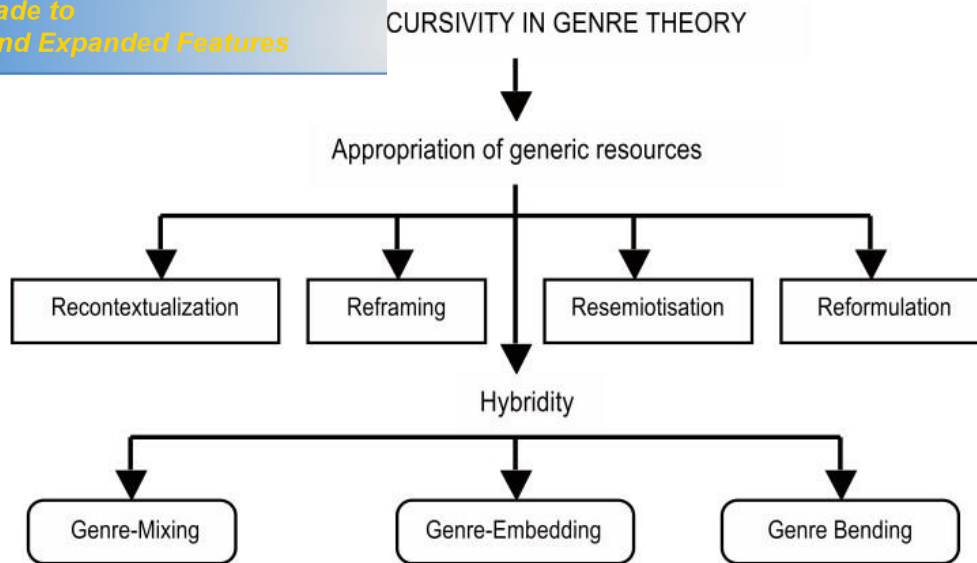 ade to
nd Expanded Features
CURSIVITY IN GENRE THEORY
Appropriation of generic resources
Recontextualization
Reframing
Resemiotisation
Reformulation
Hybridity
Genre-Mixing
Genre-Embedding
Genre Bending